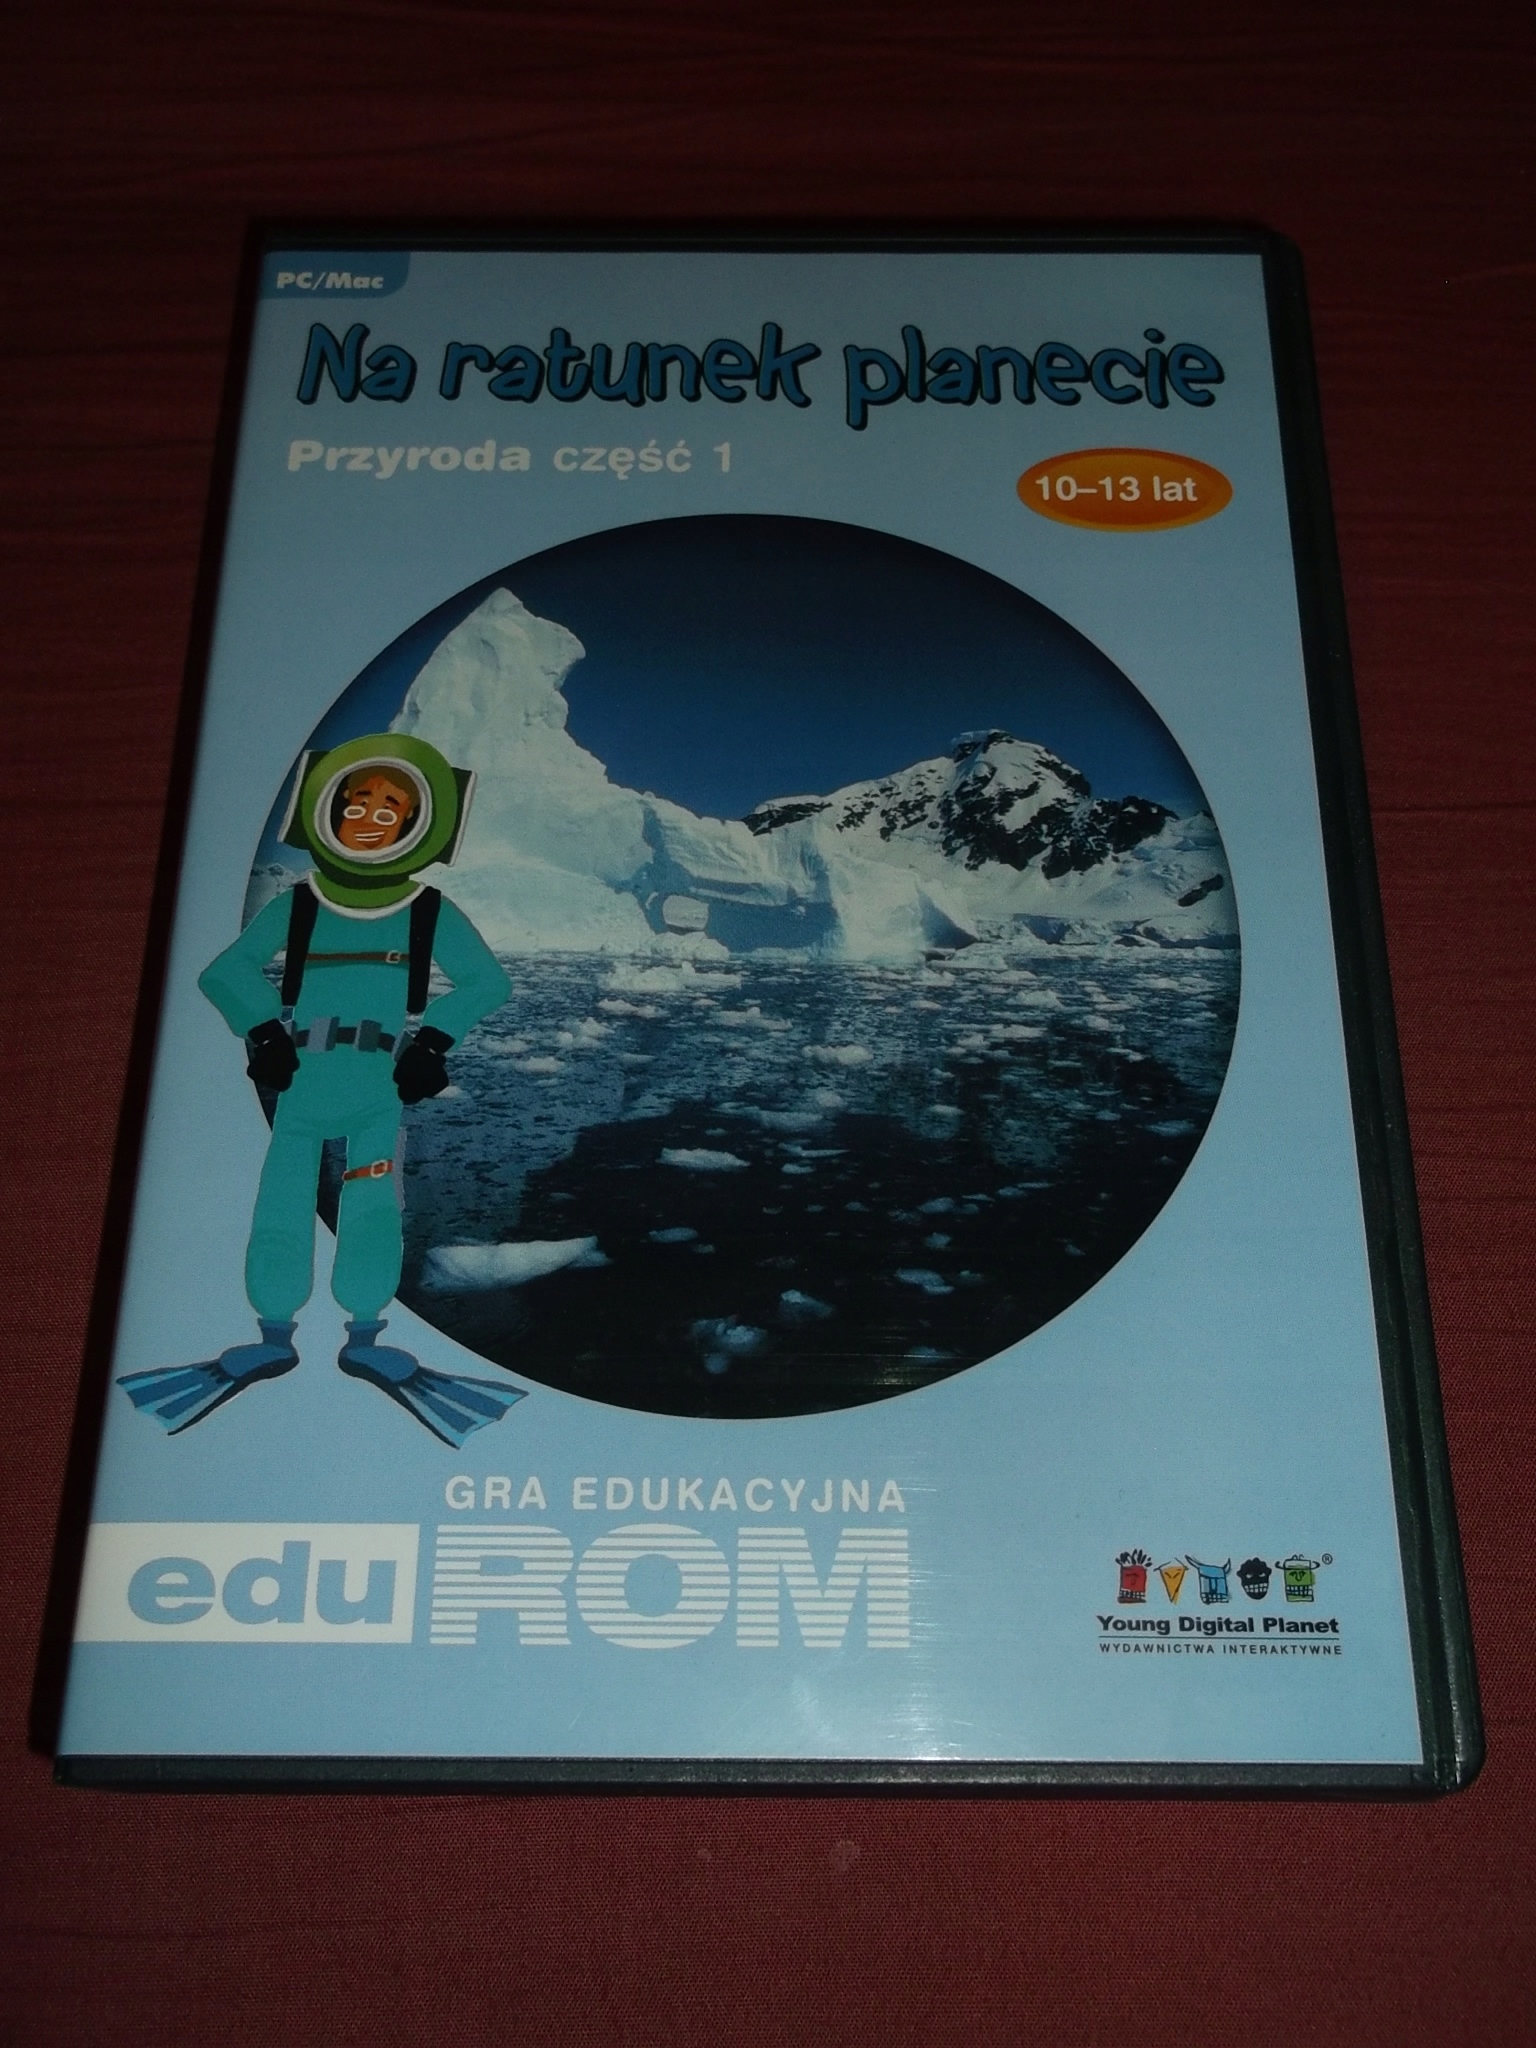 PC/Mac
Na ratunek planecie
Przyroda część 1
10–13 lat
GRA EDUKACYJNA
edu ROM
Young Digital Planet
WYDAWNICTWA INTERAKTYWNE